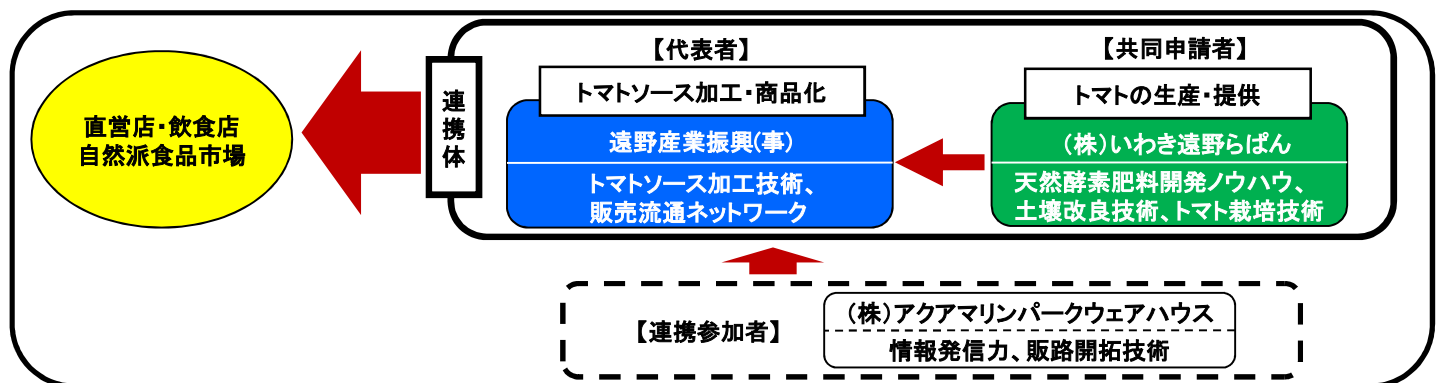 直営店・飲食店
自然派食品市場
連携体
【代表者】
トマトソース加工・商品化
遠野産業振興(事)
トマトソース加工技術、
販売流通ネットワーク
【共同申請者】
トマトの生産・提供
(株)いわき遠野らぱん
天然酵素肥料開発ノウハウ、
土壌改良技術、トマト栽培技術
【連携参加者】
(株)アクアマリンパークウェアハウス
情報発信力、販路開拓技術